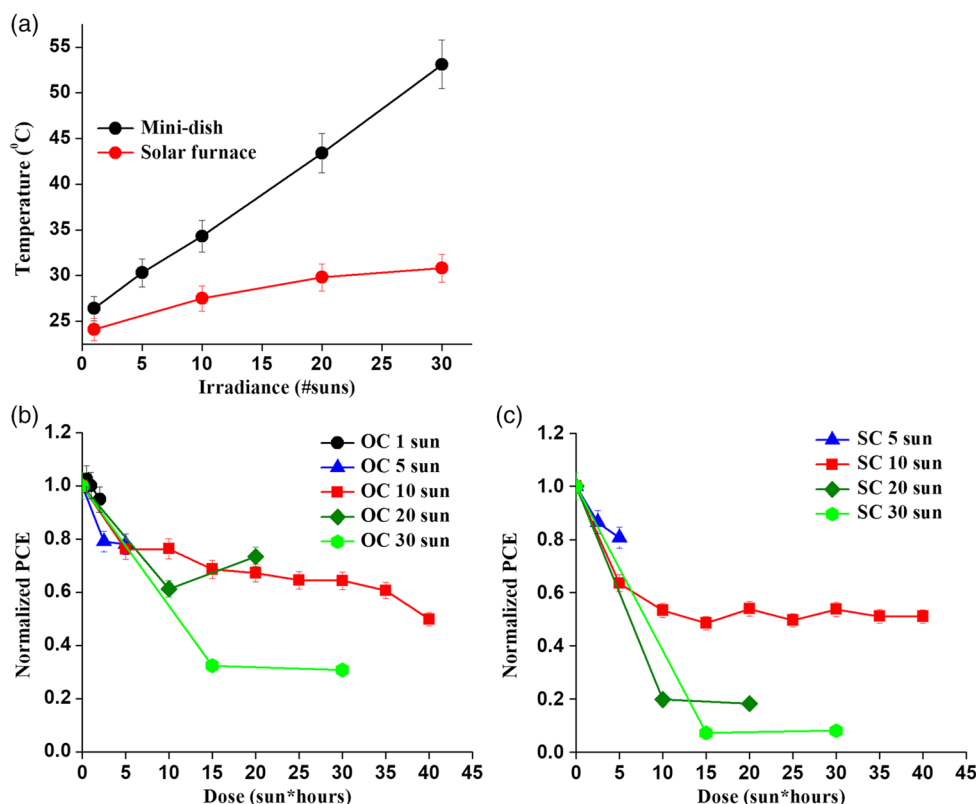 (a)
55
50
45
40
35
30
25
Temperature (⁰C)
Mini-dish
Solar furnace
0 5 10 15 20 25 30
Irradiance (#suns)
(b)
1.2
1.0
0.8
0.6
0.4
0.2
0.0
Normalized PCE
OC 1 sun
OC 5 sun
OC 10 sun
OC 20 sun
OC 30 sun
0 5 10 15 20 25 30 35 40 45
Dose (sun*hours)
(c)
1.2
1.0
0.8
0.6
0.4
0.2
0.0
Normalized PCE
SC 5 sun
SC 10 sun
SC 20 sun
SC 30 sun
0 5 10 15 20 25 30 35 40 45
Dose (sun*hours)